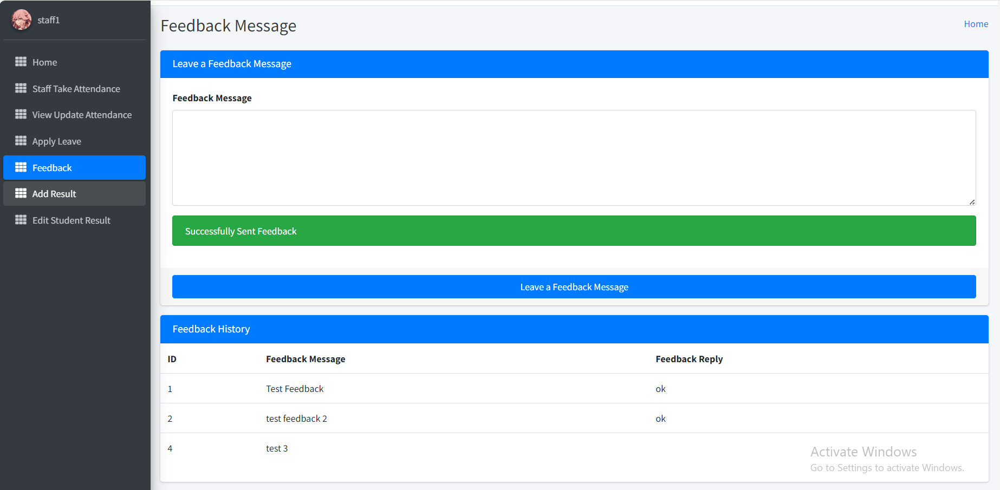 staff1
Home
Staff Take Attendance
View Update Attendance
Apply Leave
Feedback
Add Result
Edit Student Result
Feedback Message
Home
Leave a Feedback Message
Feedback Message
Successfully Sent Feedback
Leave a Feedback Message
Feedback History
ID Feedback Message Feedback Reply
1 Test Feedback ok
2 test feedback 2 ok
4 test 3
Activate Windows
Go to Settings to activate Windows.